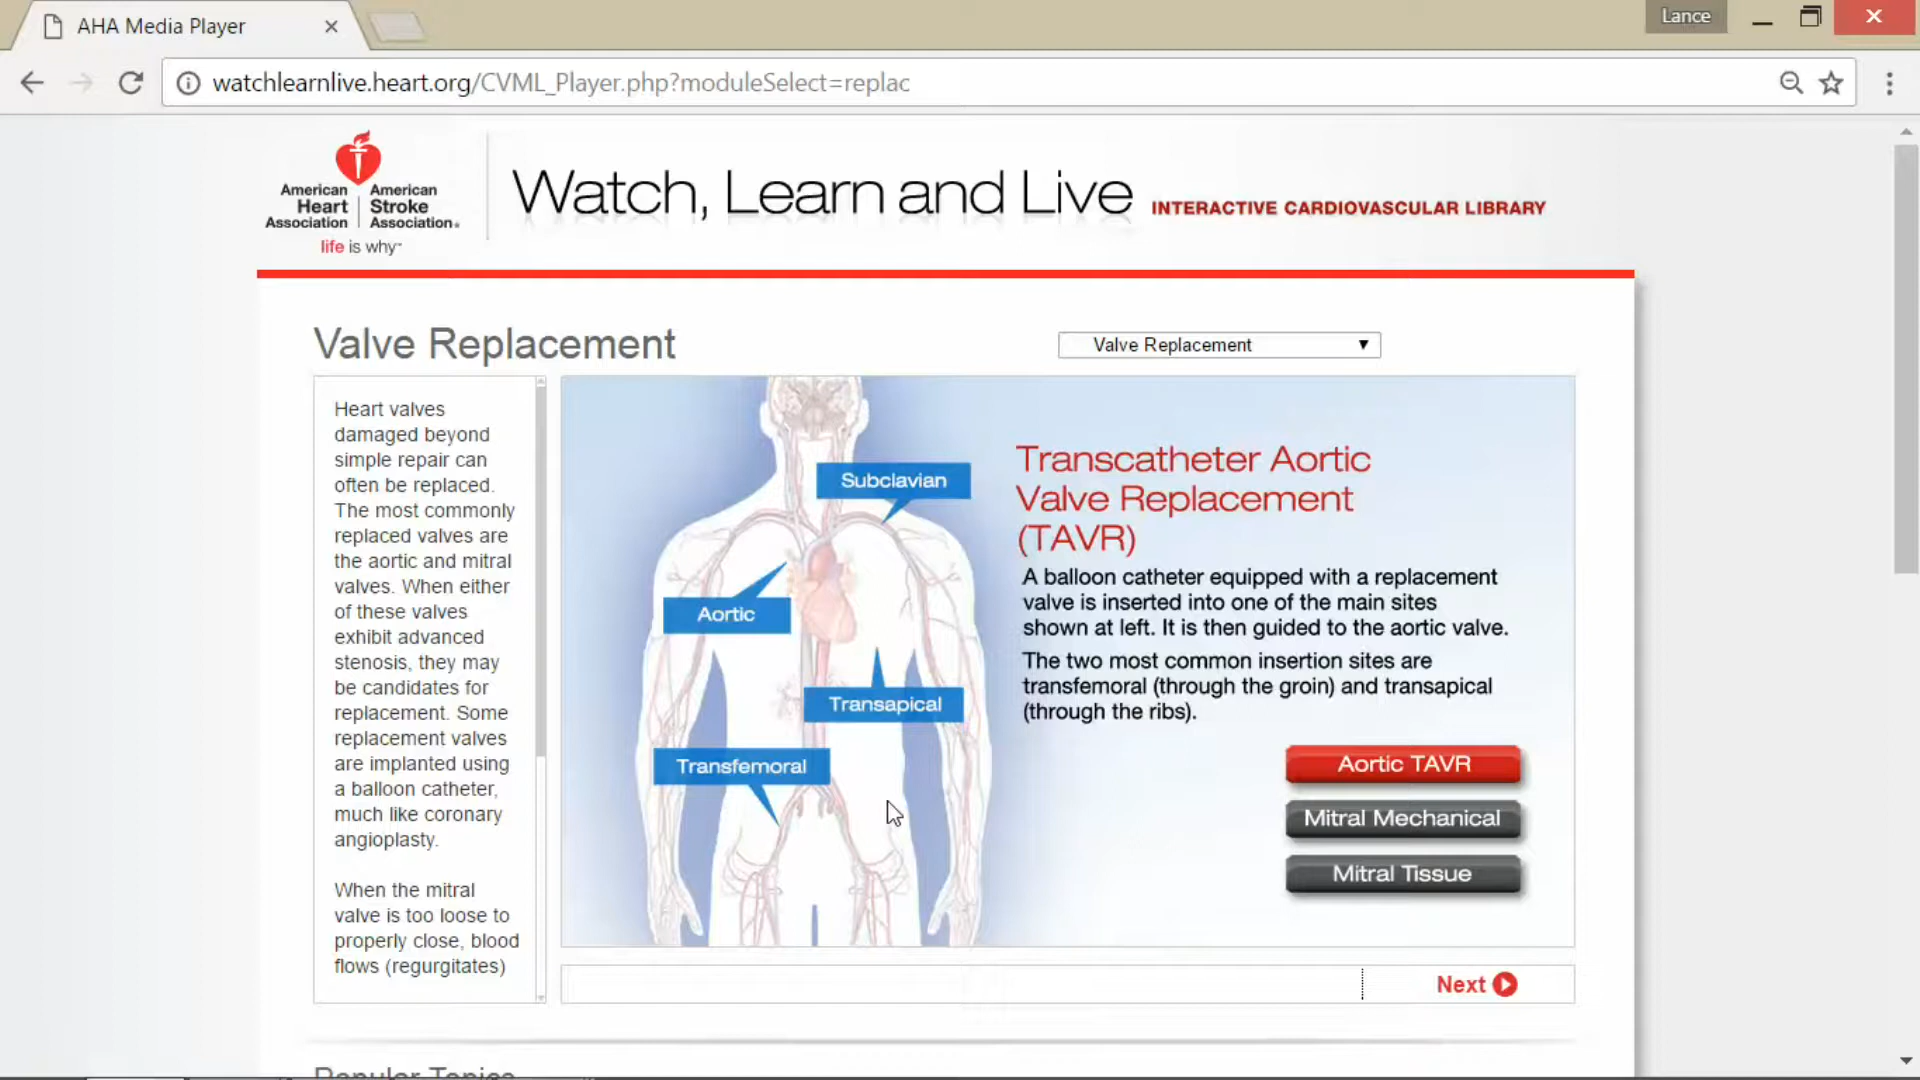 AHA Media Player
Lance
watchlearnlive.heart.org/CVML_Player.php?moduleSelect=replac
American
Heart
Association
American
Stroke
Association®
life is why™
Watch, Learn and Live INTERACTIVE CARDIOVASCULAR LIBRARY
Valve Replacement
Valve Replacement
Heart valves
damaged beyond
simple repair can
often be replaced.
The most commonly
replaced valves are
the aortic and mitral
valves. When either
of these valves
exhibit advanced
stenosis, they may
be candidates for
replacement. Some
replacement valves
are implanted using
a balloon catheter,
much like coronary
angioplasty.
When the mitral
valve is too loose to
properly close, blood
flows (regurgitates)
Subclavian
Aortic
Transapical
Transfemoral
Transcatheter Aortic
Valve Replacement
(TAVR)
A balloon catheter equipped with a replacement
valve is inserted into one of the main sites
shown at left. It is then guided to the aortic valve.
The two most common insertion sites are
transfemoral (through the groin) and transapical
(through the ribs).
Aortic TAVR
Mitral Mechanical
Mitral Tissue
Next
Popular Topics